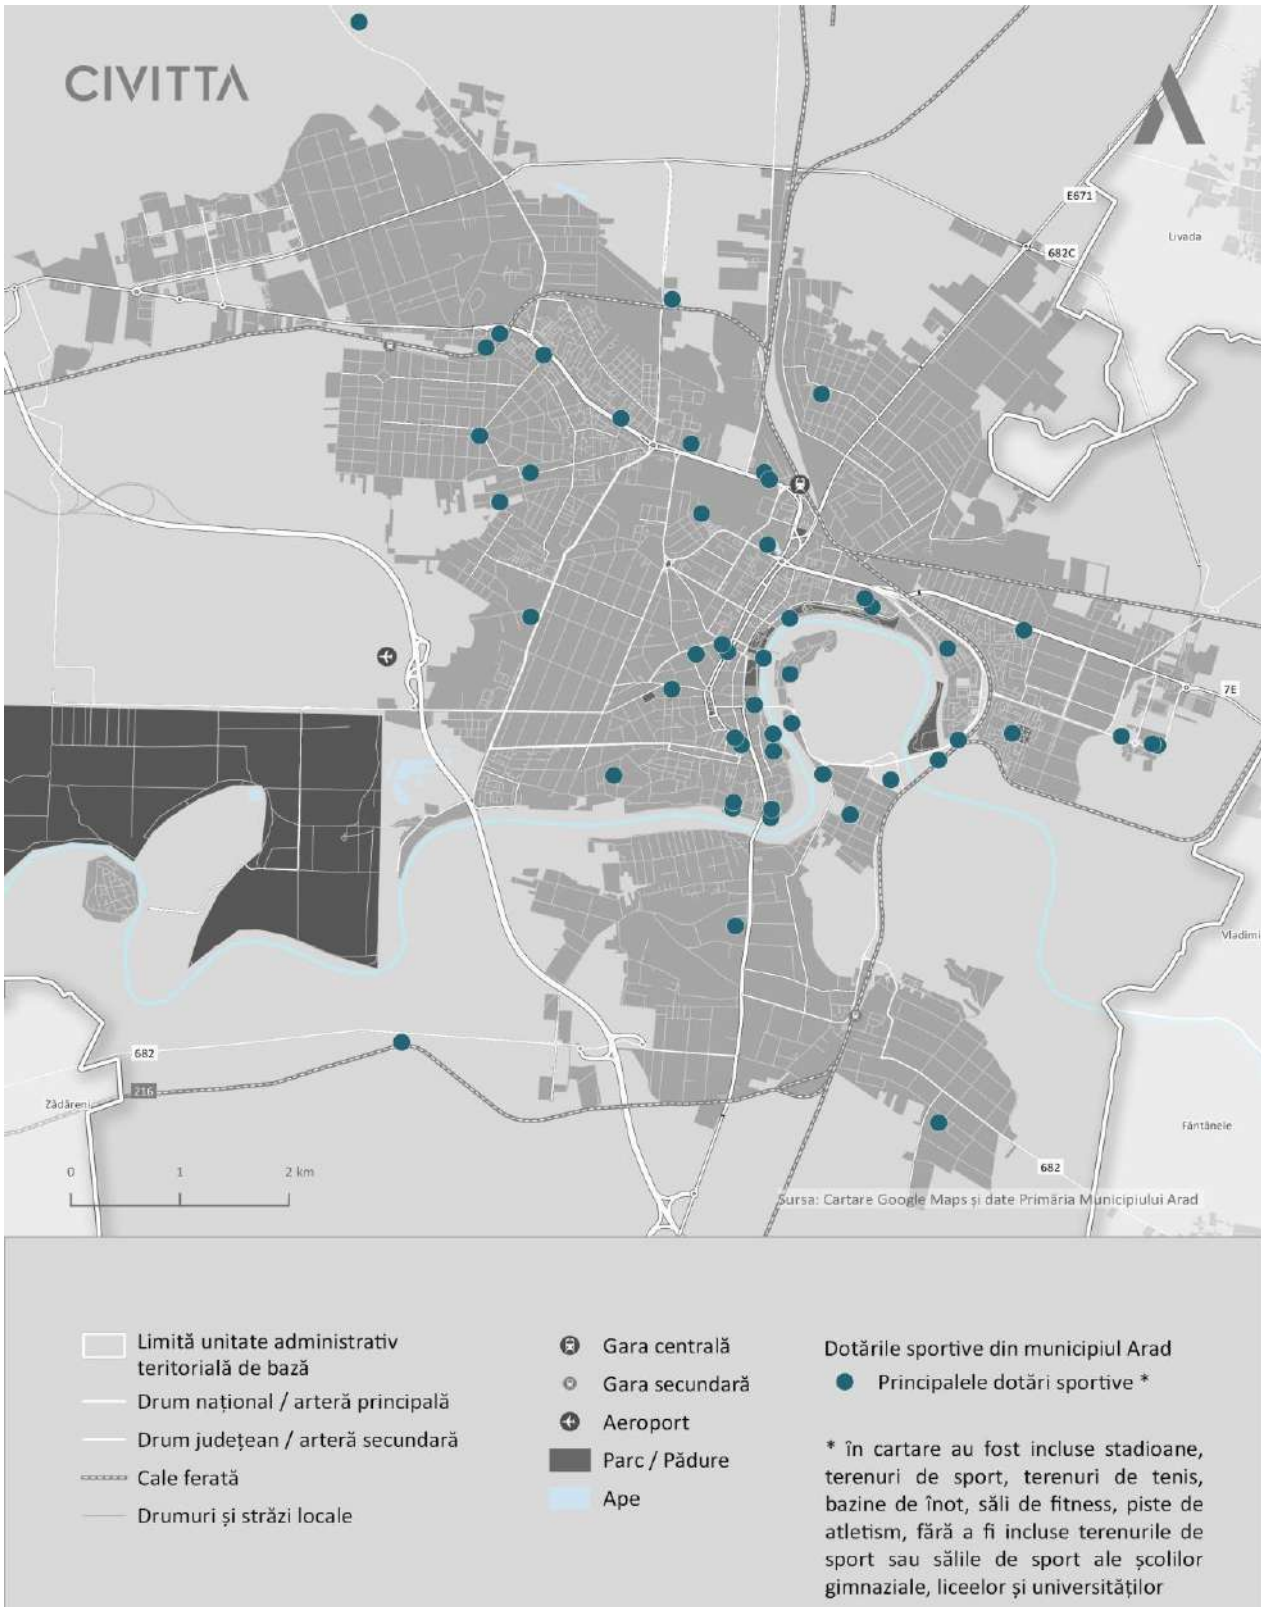 CIVITTA
E671
Livada
682C
7E
Vladimi
682
216
Zădăreni
Fântânele
682
0 1 2 km
Sursa: Cartare Google Maps și date Primăria Municipiului Arad
Limită unitate administrativ
teritorială de bază
Drum național / arteră principală
Drum județean / arteră secundară
Cale ferată
Drumuri și străzi locale
Gara centrală
Gara secundară
Aeroport
Parc / Pădure
Ape
Dotările sportive din municipiul Arad
Principalele dotări sportive *
* în cartare au fost incluse stadioane,
terenuri de sport, terenuri de tenis,
bazine de înot, săli de fitness, piste de
atletism, fără a fi incluse terenurile de
sport sau sălile de sport ale școlilor
gimnaziale, liceelor și universităților